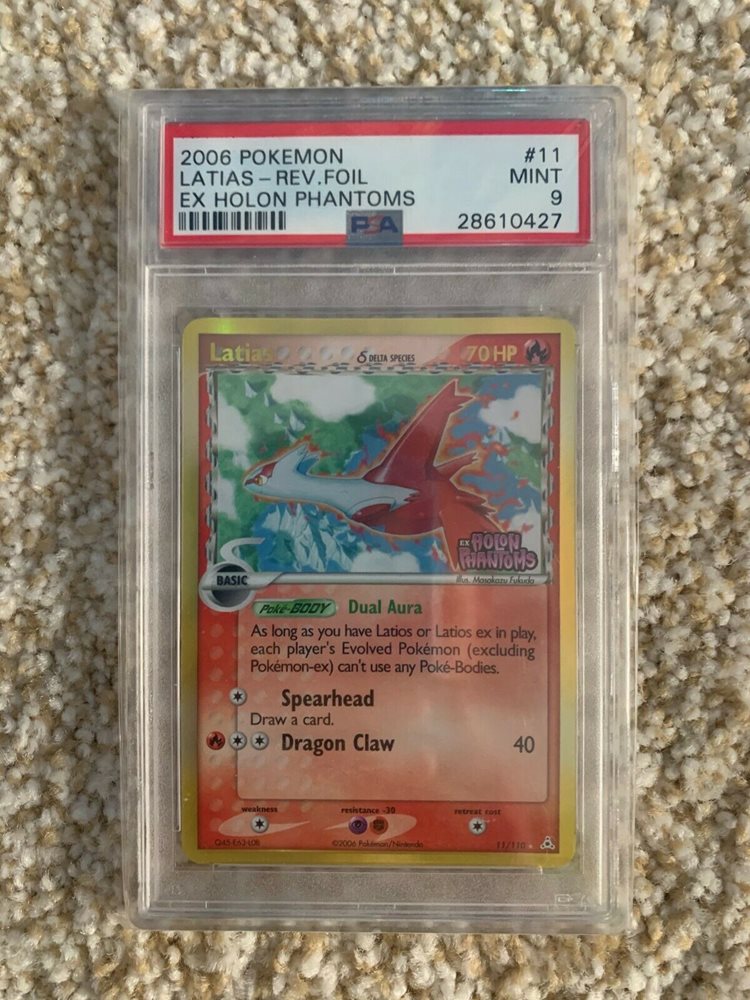 2006 POKEMON #11
LATIAS - REV.FOIL MINT
EX HOLON PHANTOMS 9
PSA 28610427
Latias δ DELTA SPECIES 70 HP
EX HOLON PHANTOMS
Illus. Masakazu Fukuda
BASIC
Poké-BODY Dual Aura
As long as you have Latios or Latios ex in play,
each player's Evolved Pokémon (excluding
Pokémon-ex) can't use any Poké-Bodies.
Spearhead
Draw a card.
Dragon Claw 40
weakness resistance -30 retreat cost
©2006 Pokémon/Nintendo 11/110